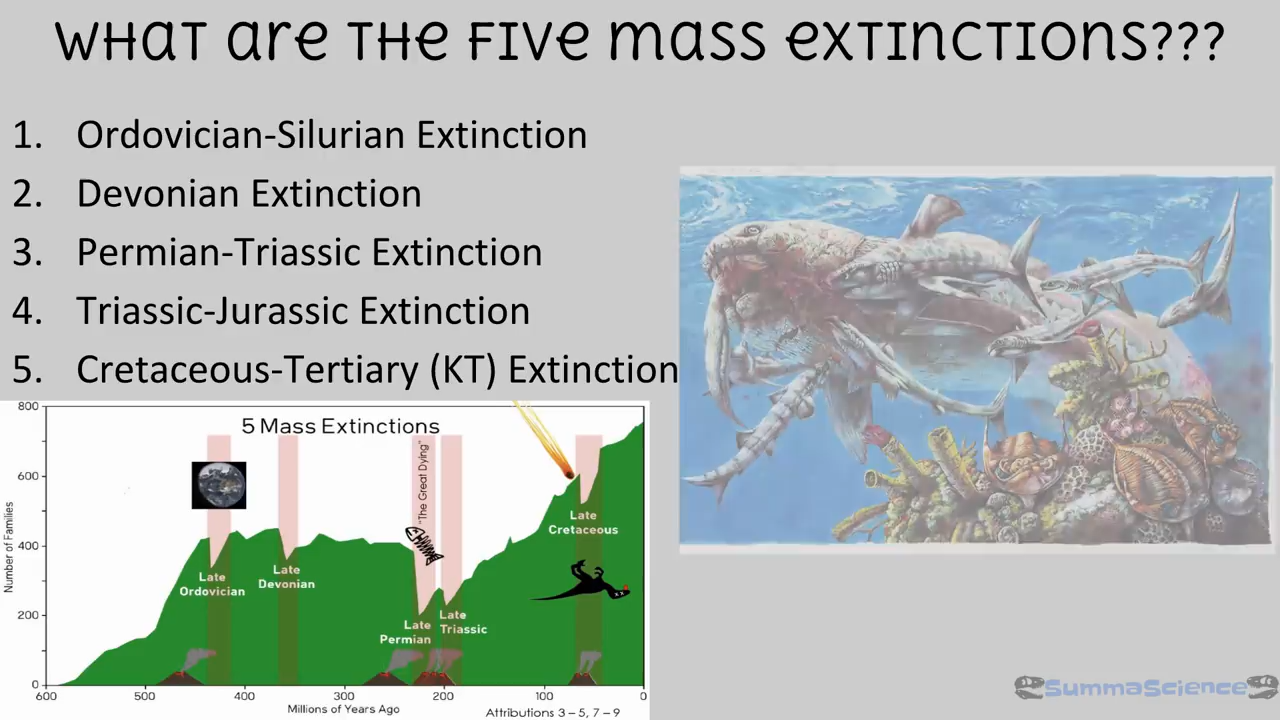 What are the five mass extinctions???
1. Ordovician-Silurian Extinction
2. Devonian Extinction
3. Permian-Triassic Extinction
4. Triassic-Jurassic Extinction
5. Cretaceous-Tertiary (KT) Extinction
5 Mass Extinctions
Number of Families
800
600
400
200
0
Late
Ordovician
Late
Devonian
"The Great Dying"
Late
Permian
Late
Triassic
Late
Cretaceous
600
500
400
300
200
100
0
Millions of Years Ago
Attributions 3 – 5, 7 – 9
SummaScience